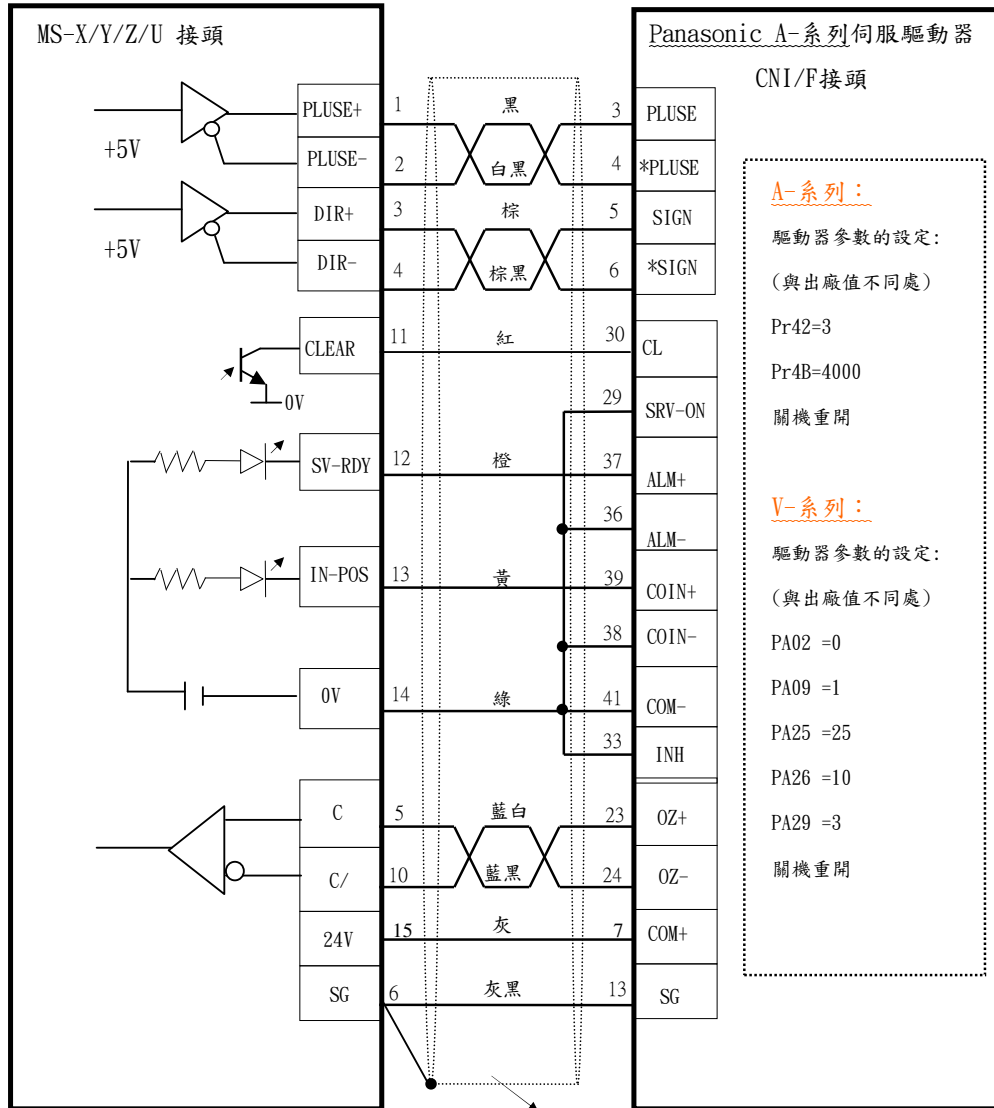 MS-X/Y/Z/U 接頭
Panasonic A-系列伺服驅動器
CNI/F接頭
PLUSE+ 1 黑 3 PLUSE
+5V
PLUSE- 2 白黑 4 *PLUSE
DIR+ 3 棕 5 SIGN
+5V
DIR- 4 棕黑 6 *SIGN
CLEAR 11 紅 30 CL
0V
29 SRV-ON
SV-RDY 12 橙 37 ALM+
36 ALM-
IN-POS 13 黃 39 COIN+
38 COIN-
0V 14 綠 41 COM-
33 INH
C 5 藍白 23 OZ+
C/ 10 藍黑 24 OZ-
24V 15 灰 7 COM+
SG 6 灰黑 13 SG
A-系列：
驅動器參數的設定:
(與出廠值不同處)
Pr42=3
Pr4B=4000
關機重開
V-系列：
驅動器參數的設定:
(與出廠值不同處)
PA02 =0
PA09 =1
PA25 =25
PA26 =10
PA29 =3
關機重開